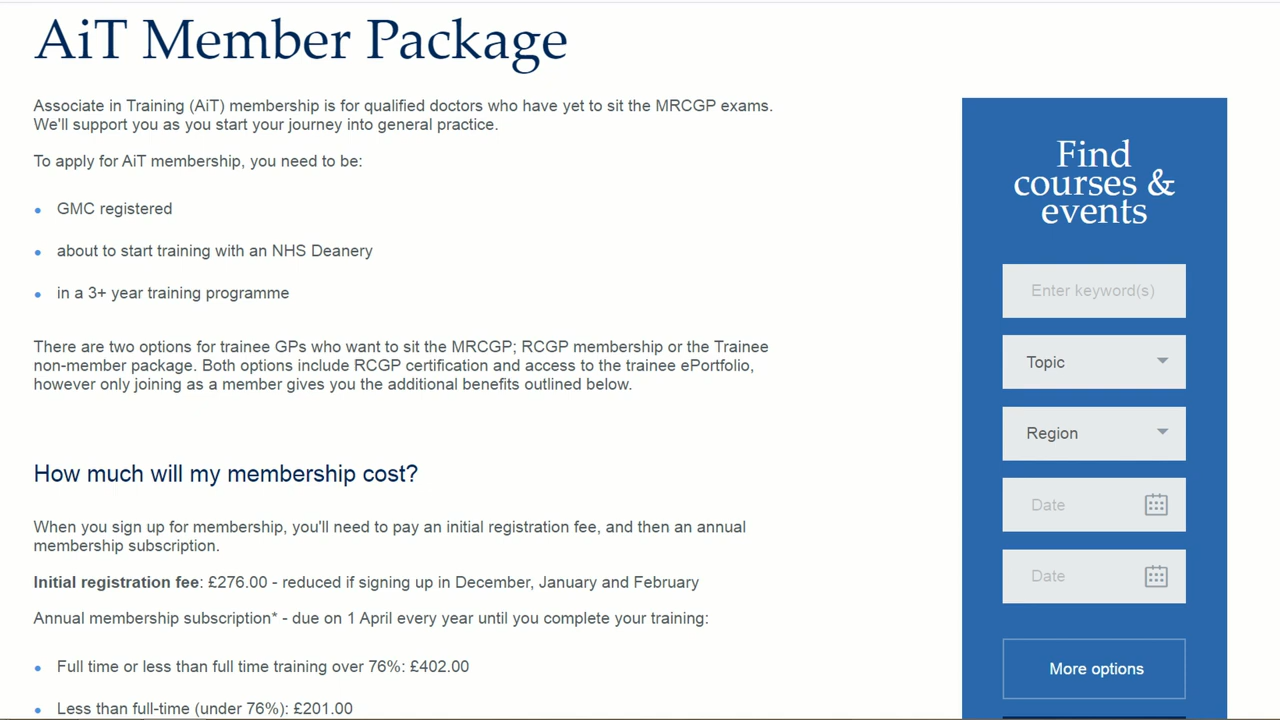 AiT Member Package
Associate in Training (AiT) membership is for qualified doctors who have yet to sit the MRCGP exams.
We'll support you as you start your journey into general practice.
To apply for AiT membership, you need to be:
GMC registered
about to start training with an NHS Deanery
in a 3+ year training programme
There are two options for trainee GPs who want to sit the MRCGP; RCGP membership or the Trainee
non-member package. Both options include RCGP certification and access to the trainee ePortfolio,
however only joining as a member gives you the additional benefits outlined below.
How much will my membership cost?
When you sign up for membership, you'll need to pay an initial registration fee, and then an annual
membership subscription.
Initial registration fee: £276.00 - reduced if signing up in December, January and February
Annual membership subscription* - due on 1 April every year until you complete your training:
Full time or less than full time training over 76%: £402.00
Less than full-time (under 76%): £201.00
Find
courses &
events
Enter keyword(s)
Topic
Region
Date
Date
More options